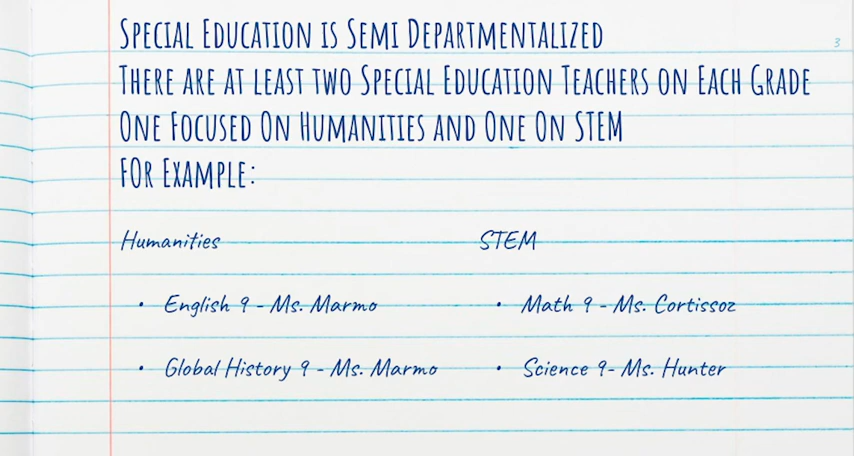 Special Education is Semi Departmentalized
3
There are at least two Special Education Teachers on Each Grade
One Focused On Humanities and One On STEM
FOr Example:
Humanities
STEM
• English 9 - Ms. Marmo
• Math 9 - Ms. Cortissoz
• Global History 9 - Ms. Marmo
• Science 9- Ms. Hunter